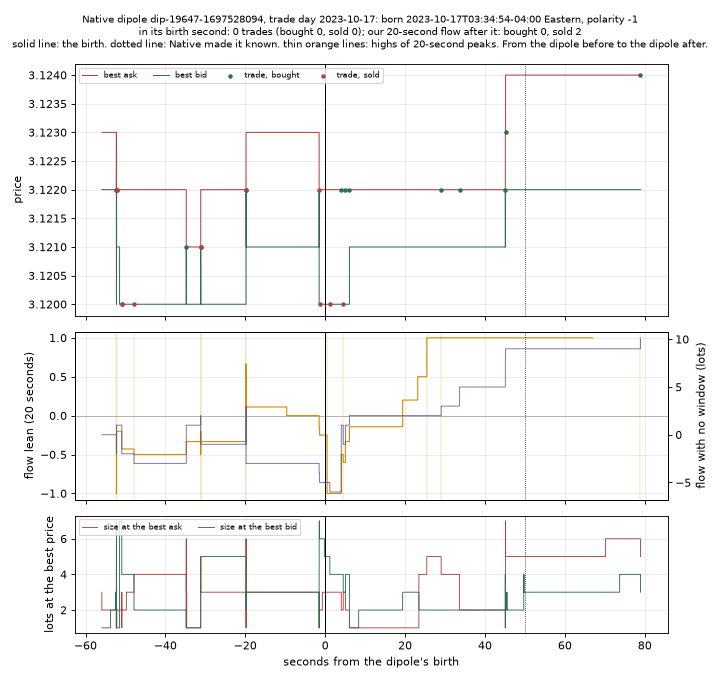 Native dipole dip-19647-1697528094, trade day 2023-10-17: born 2023-10-17T03:34:54-04:00 Eastern, polarity -1
in its birth second: 0 trades (bought 0, sold 0); our 20-second flow after it: bought 0, sold 2
solid line: the birth. dotted line: Native made it known. thin orange lines: highs of 20-second peaks. From the dipole before to the dipole after.
best ask
best bid
trade, bought
trade, sold
3.1240
3.1235
3.1230
3.1225
3.1220
3.1215
3.1210
3.1205
3.1200
price
1.0
0.5
0.0
−0.5
−1.0
flow lean (20 seconds)
10
5
0
−5
flow with no window (lots)
size at the best ask
size at the best bid
6
4
2
lots at the best price
−60
−40
−20
0
20
40
60
80
seconds from the dipole's birth